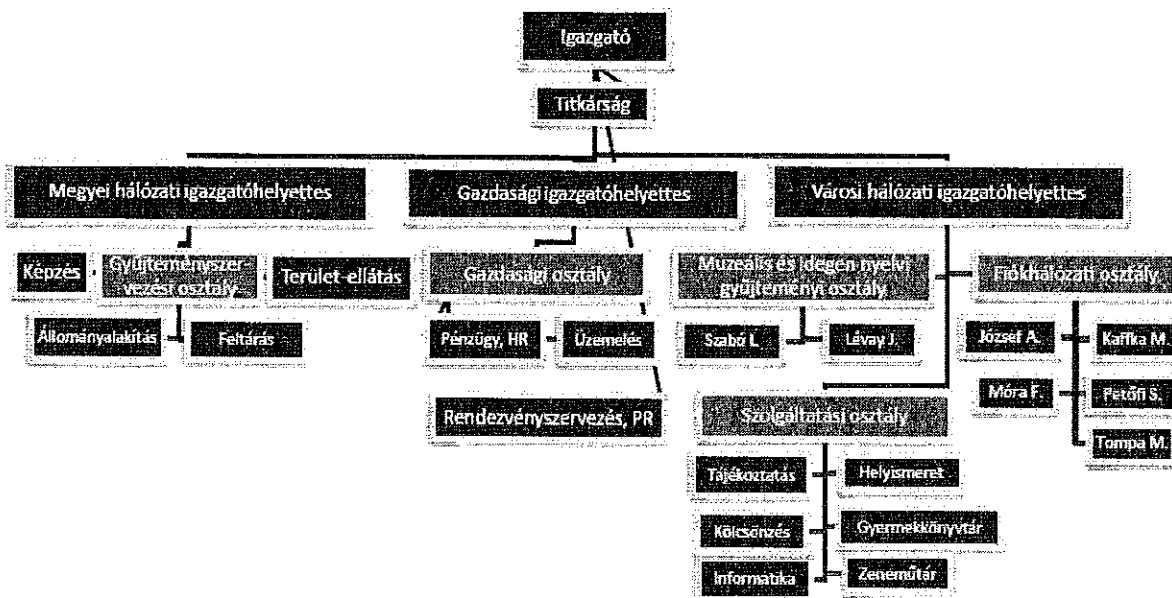 Igazgató
Titkárság
Megyei hálózati igazgatóhelyettes
Gazdasági igazgatóhelyettes
Városi hálózati igazgatóhelyettes
Képzés
Gyűjteményszer-
vezési osztály
Terület-ellátás
Állományalakítás
Feltárás
Gazdasági osztály
Pénzügy, HR
Üzemelés
Rendezvényszervezés, PR
Muzeális és idegen nyelvi
gyűjteményi osztály
Szabó L.
Lévay J.
Fiókhálózati osztály
József A.
Kaffka M.
Móra F.
Petőfi S.
Tompa M.
Szolgáltatási osztály
Tájékoztatás
Helyismeret
Kölcsönzés
Gyermekkönyvtár
Informatika
Zeneműtár